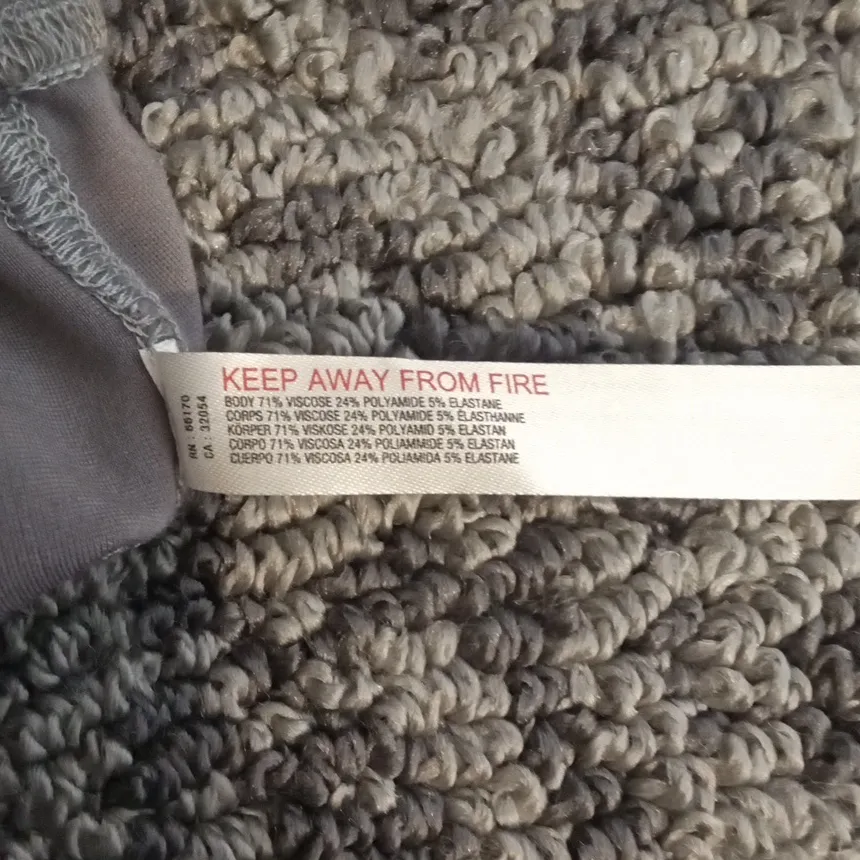 KEEP AWAY FROM FIRE
BODY 71% VISCOSE 24% POLYAMIDE 5% ELASTANE
CORPS 71% VISCOSE 24% POLYAMIDE 5% ÉLASTHANNE
KÖRPER 71% VISKOSE 24% POLYAMID 5% ELASTAN
CORPO 71% VISCOSA 24% POLIAMMIDE 5% ELASTAN
CUERPO 71% VISCOSA 24% POLIAMIDA 5% ELASTANE
RN : 66170
CA : 32054